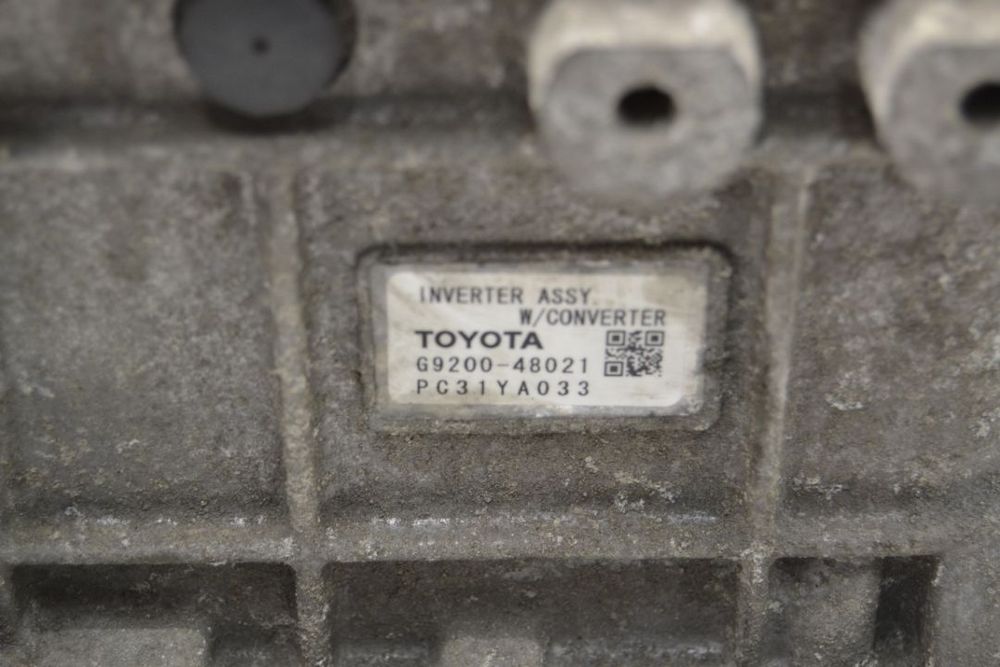 INVERTER ASSY.
W/CONVERTER
TOYOTA
G9200-48021
PC31YA033